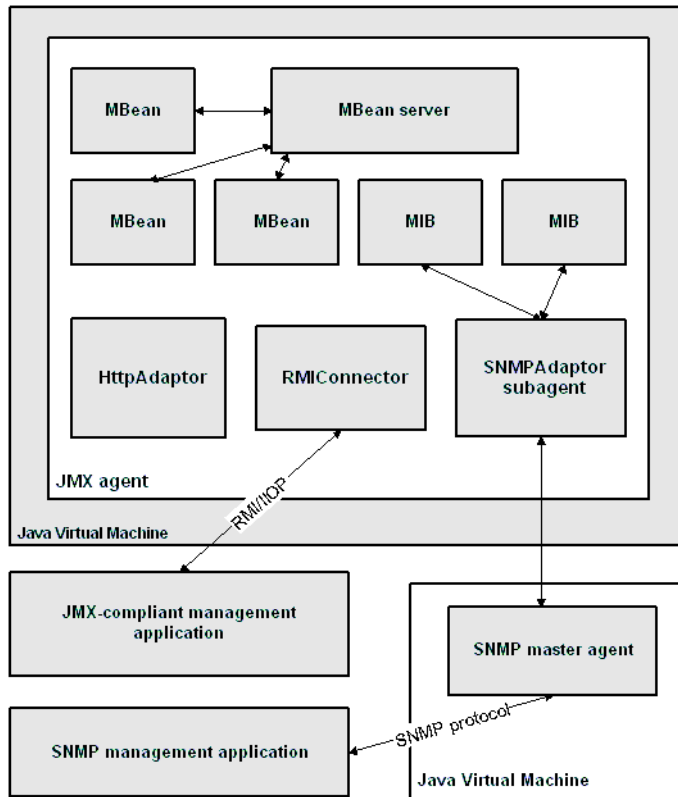 MBean
MBean server
MBean
MBean
MIB
MIB
HttpAdaptor
RMIConnector
SNMPAdaptor
subagent
JMX agent
RMI/IIOP
Java Virtual Machine
JMX-compliant management
application
SNMP master agent
SNMP protocol
SNMP management application
Java Virtual Machine